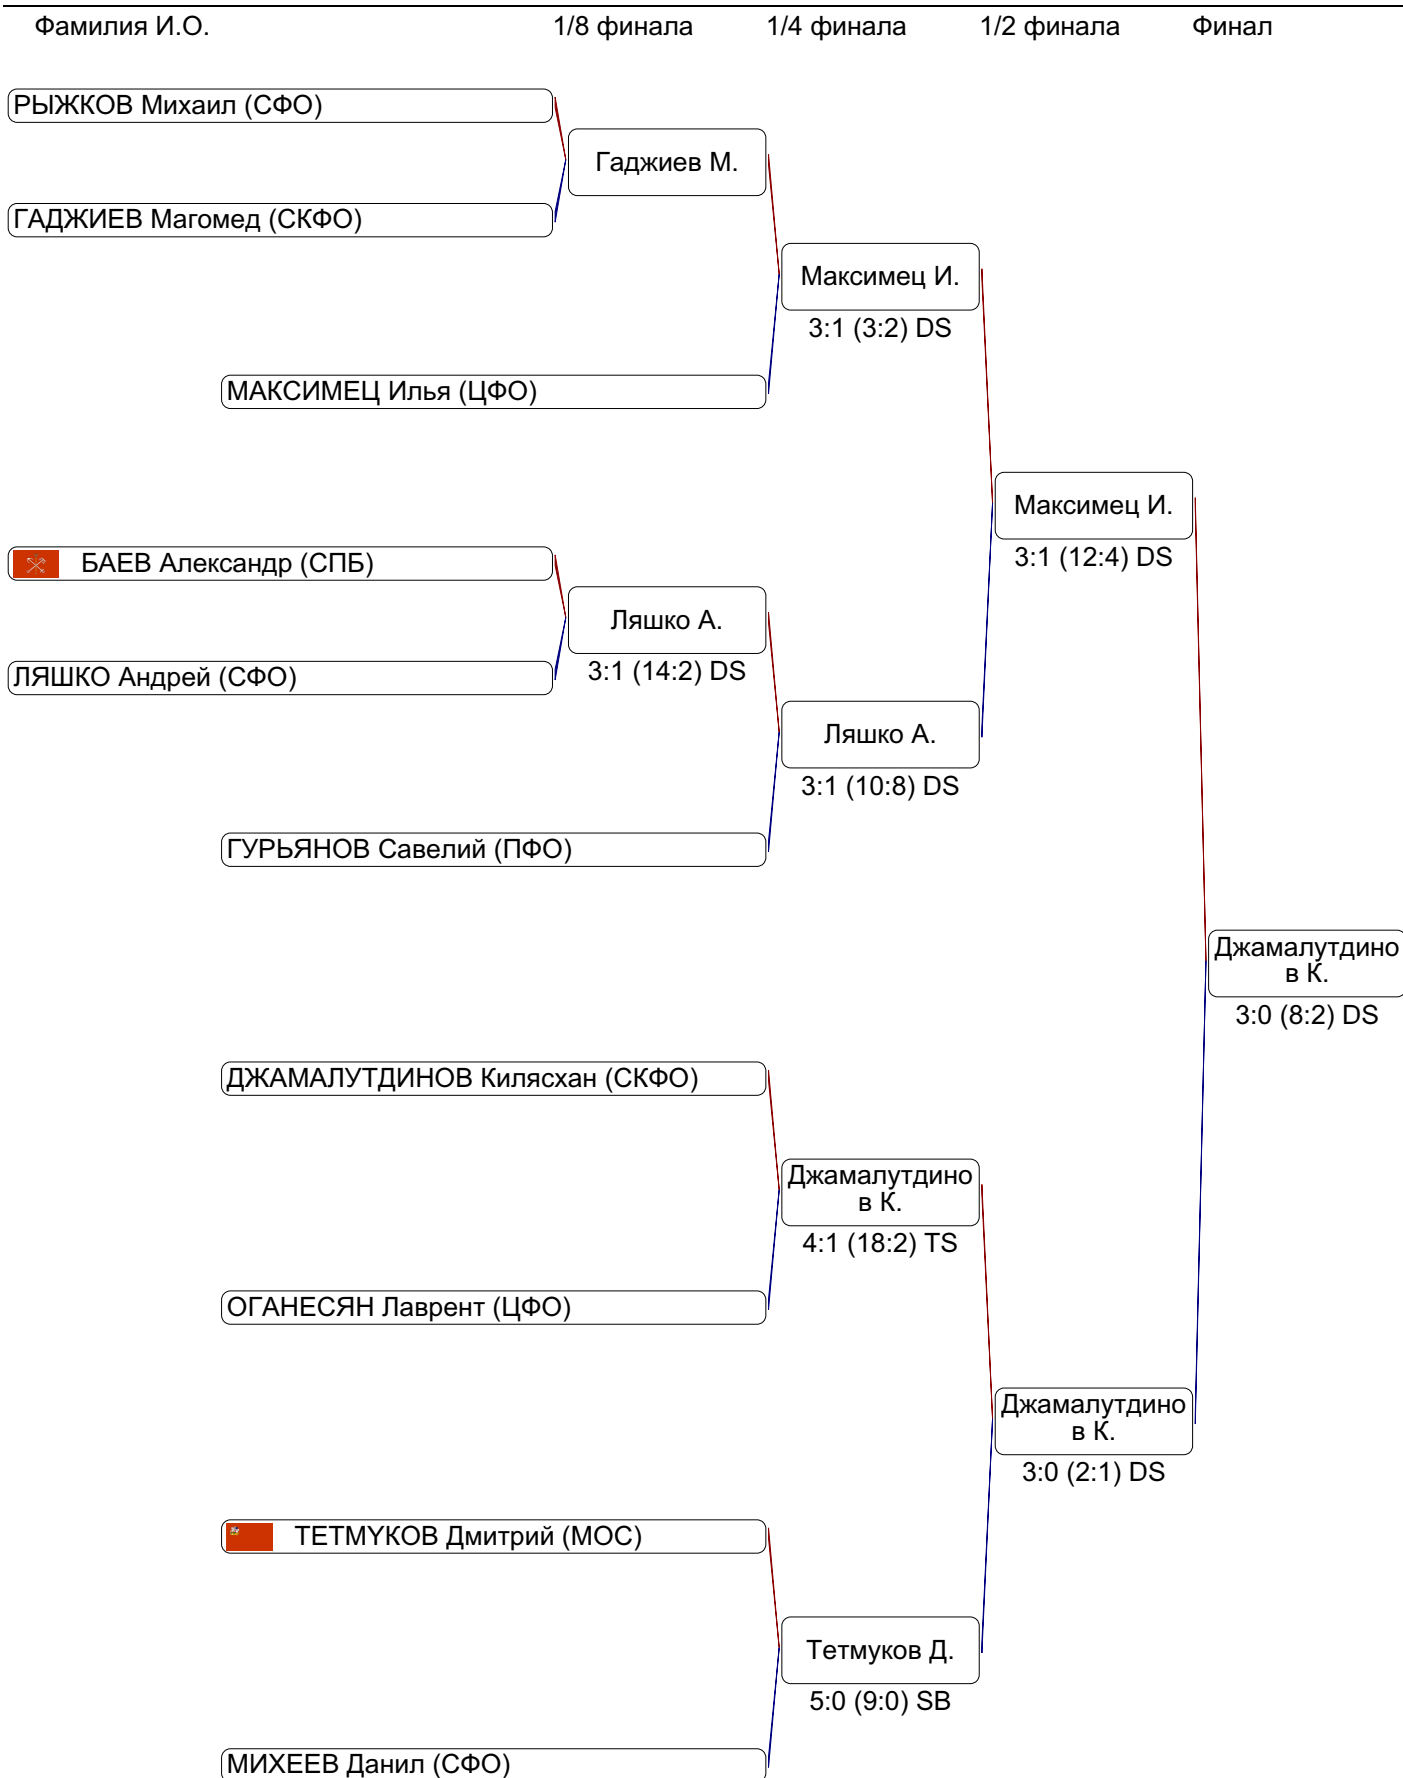 Фамилия И.О. 1/8 финала 1/4 финала 1/2 финала Финал
РЫЖКОВ Михаил (СФО)
Гаджиев М.
ГАДЖИЕВ Магомед (СКФО)
Максимец И.
3:1 (3:2) DS
МАКСИМЕЦ Илья (ЦФО)
Максимец И.
3:1 (12:4) DS
БАЕВ Александр (СПБ)
Ляшко А.
3:1 (14:2) DS
ЛЯШКО Андрей (СФО)
Ляшко А.
3:1 (10:8) DS
ГУРЬЯНОВ Савелий (ПФО)
Джамалутдино
в К.
3:0 (8:2) DS
ДЖАМАЛУТДИНОВ Килясхан (СКФО)
Джамалутдино
в К.
4:1 (18:2) TS
ОГАНЕСЯН Лаврент (ЦФО)
Джамалутдино
в К.
3:0 (2:1) DS
ТЕТМҮКОВ Дмитрий (МОС)
Тетмуков Д.
5:0 (9:0) SB
МИХЕЕВ Данил (СФО)